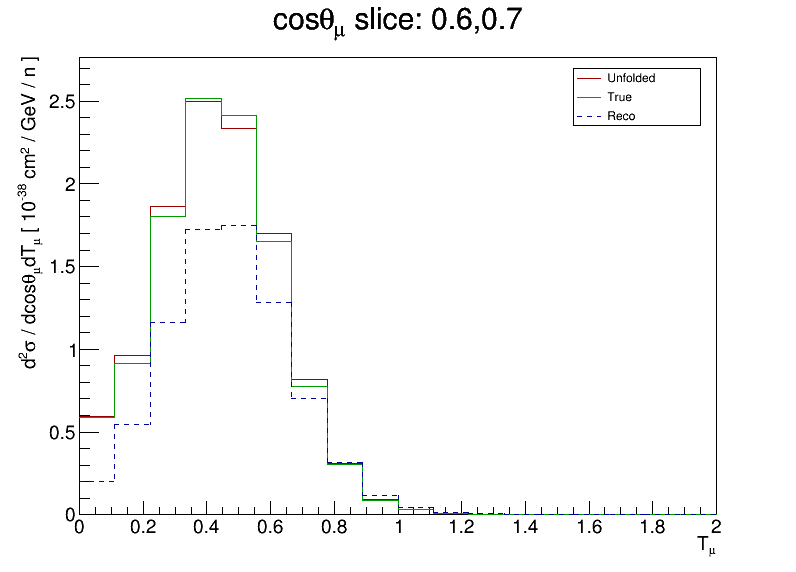 cosθμ slice: 0.6,0.7
d²σ / dcosθμdTμ [ 10⁻³⁸ cm² / GeV / n ]
Unfolded
True
Reco
2.5
2
1.5
1
0.5
0
0 0.2 0.4 0.6 0.8 1 1.2 1.4 1.6 1.8 2
Tμ